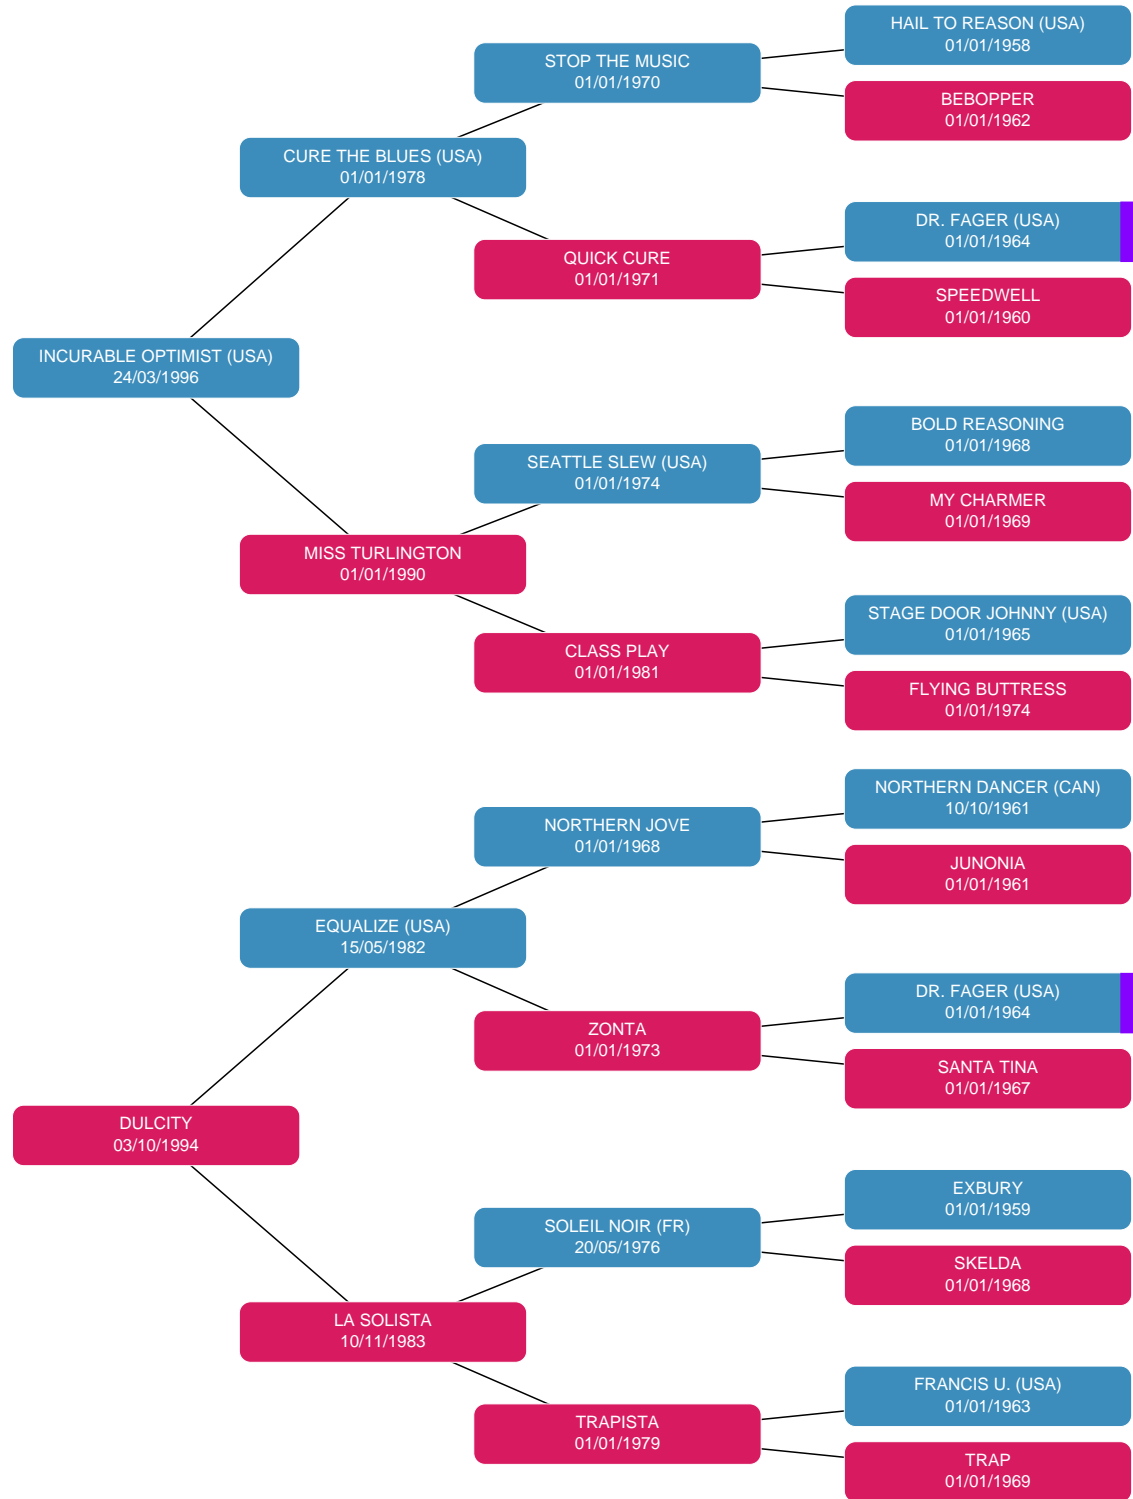 HAIL TO REASON (USA)
01/01/1958
STOP THE MUSIC
01/01/1970
BEBOPPER
01/01/1962
CURE THE BLUES (USA)
01/01/1978
DR. FAGER (USA)
01/01/1964
QUICK CURE
01/01/1971
SPEEDWELL
01/01/1960
INCURABLE OPTIMIST (USA)
24/03/1996
BOLD REASONING
01/01/1968
SEATTLE SLEW (USA)
01/01/1974
MY CHARMER
01/01/1969
MISS TURLINGTON
01/01/1990
STAGE DOOR JOHNNY (USA)
01/01/1965
CLASS PLAY
01/01/1981
FLYING BUTTRESS
01/01/1974
NORTHERN DANCER (CAN)
10/10/1961
NORTHERN JOVE
01/01/1968
JUNONIA
01/01/1961
EQUALIZE (USA)
15/05/1982
DR. FAGER (USA)
01/01/1964
ZONTA
01/01/1973
SANTA TINA
01/01/1967
DULCITY
03/10/1994
EXBURY
01/01/1959
SOLEIL NOIR (FR)
20/05/1976
SKELDA
01/01/1968
LA SOLISTA
10/11/1983
FRANCIS U. (USA)
01/01/1963
TRAPISTA
01/01/1979
TRAP
01/01/1969